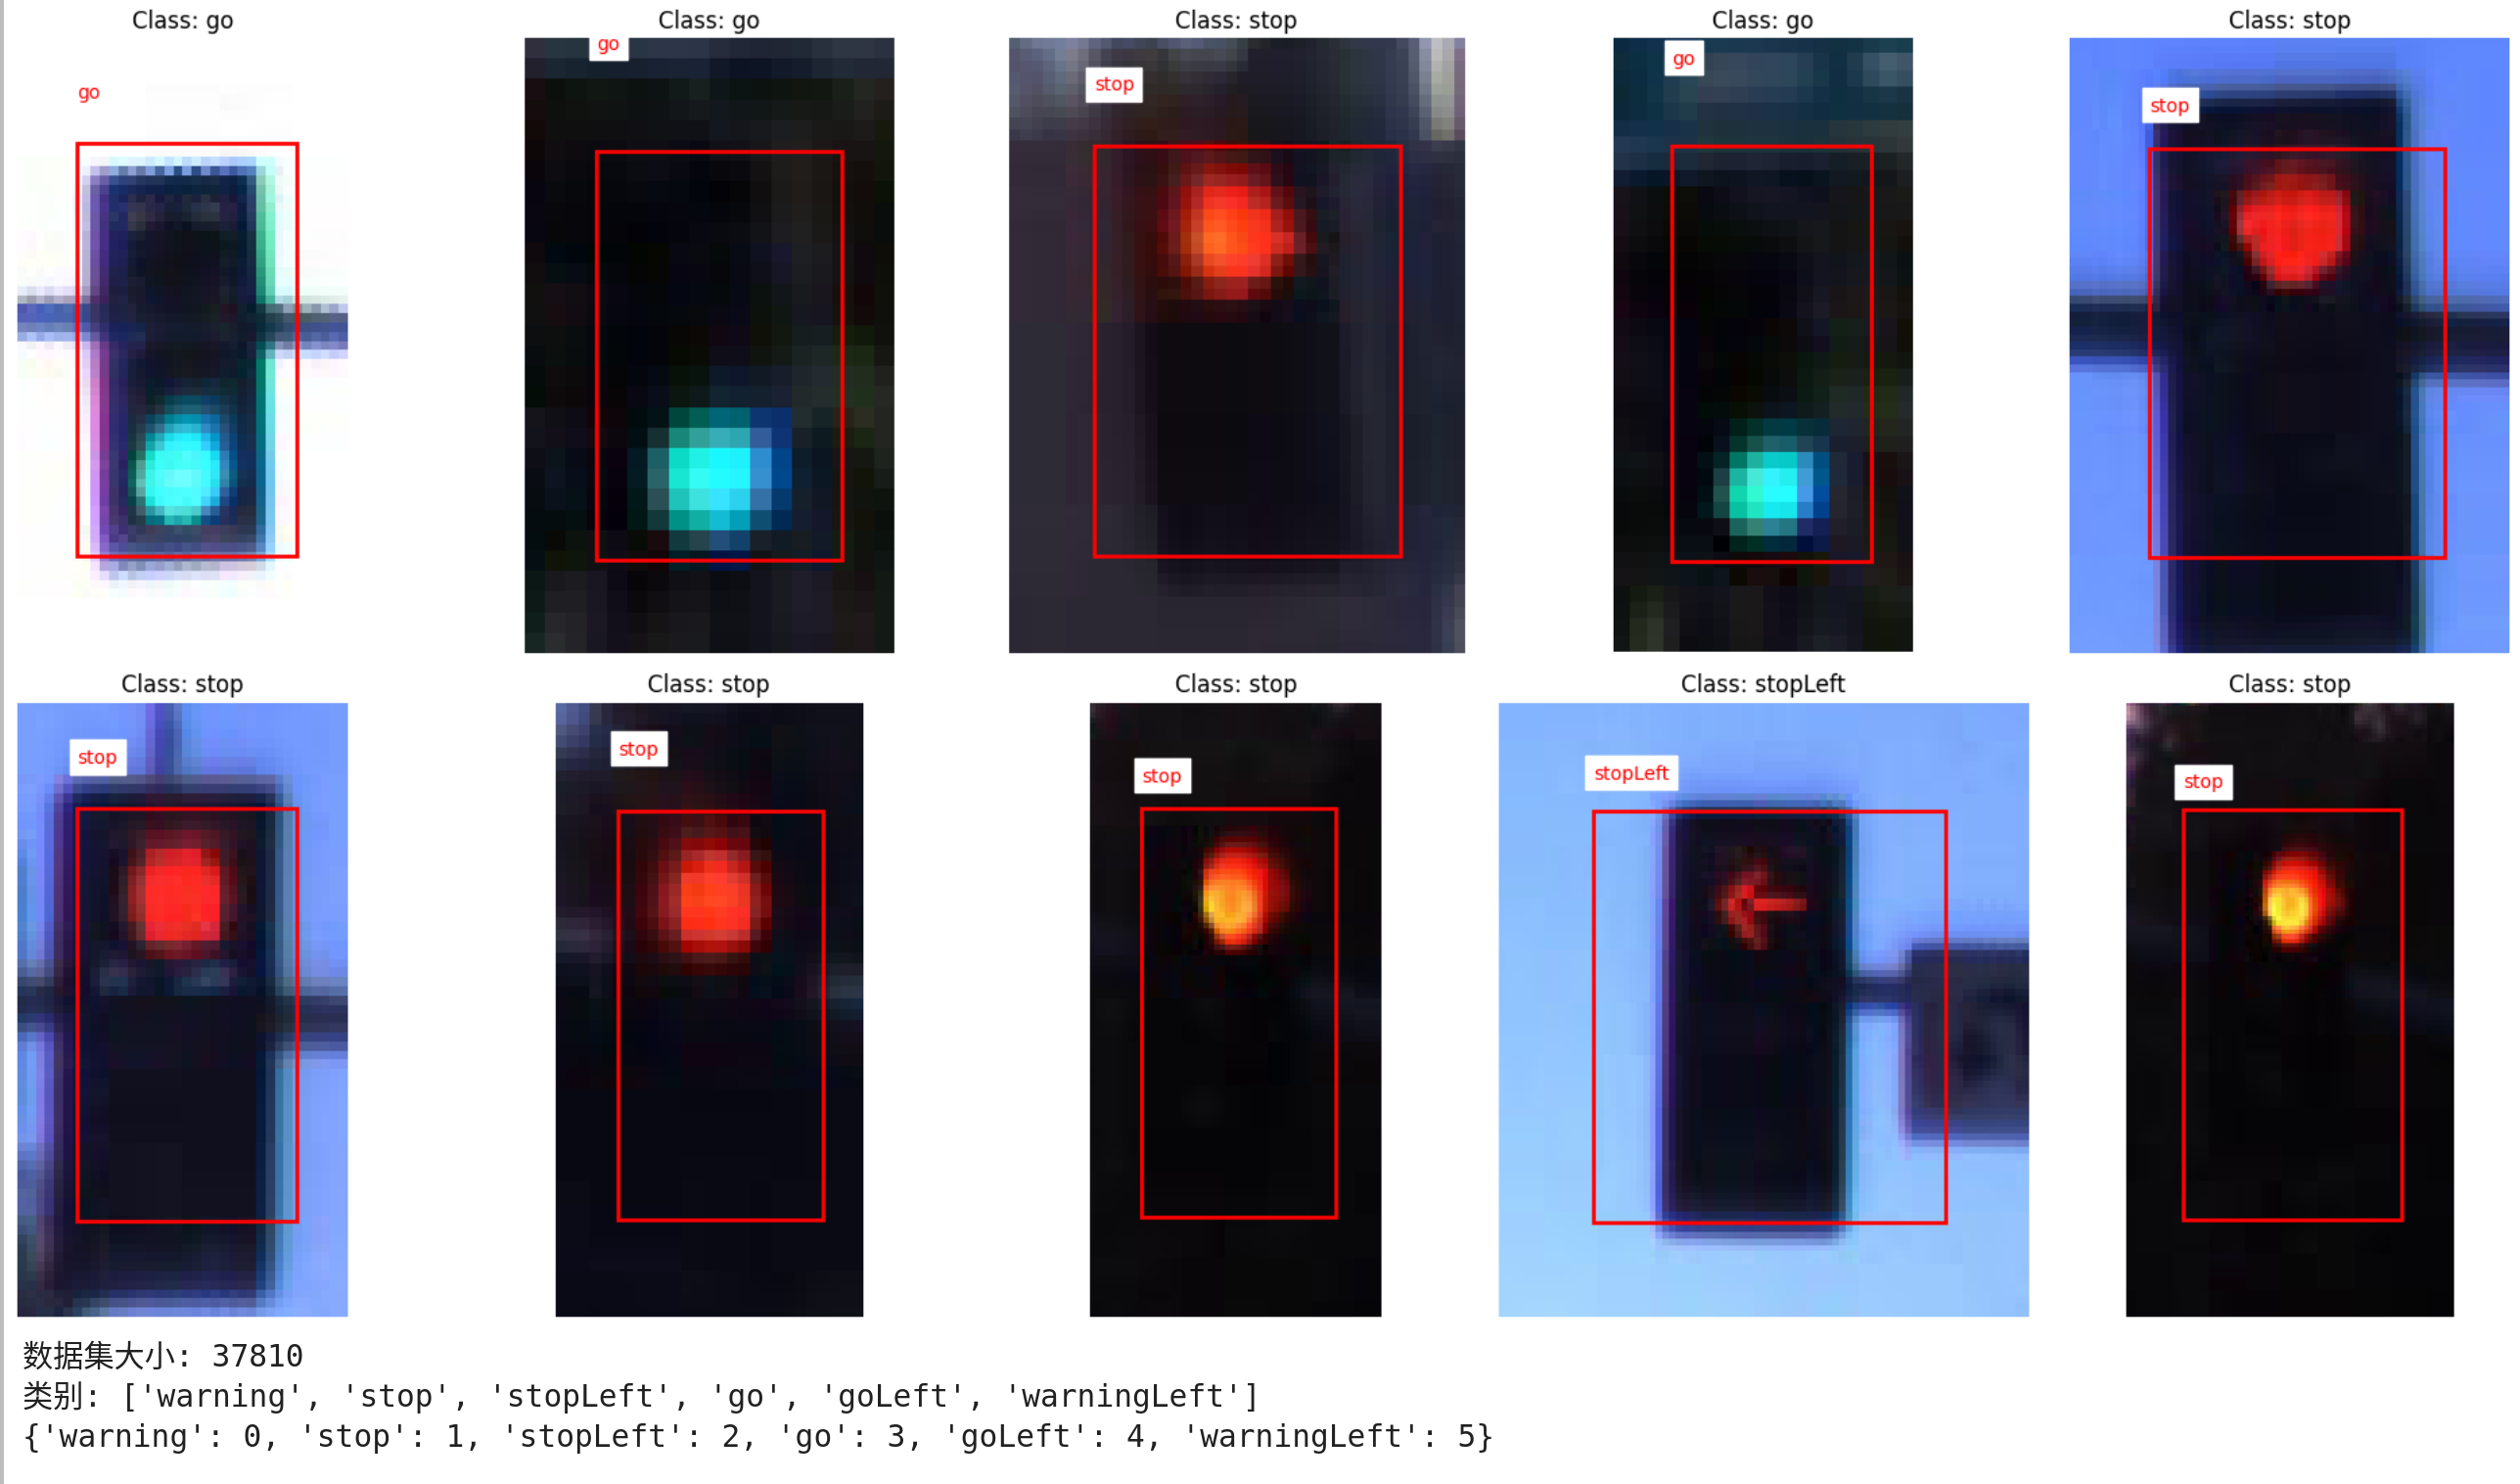 Class: go
Class: go
Class: stop
Class: go
Class: stop
go
go
stop
go
stop
Class: stop
Class: stop
Class: stop
Class: stopLeft
Class: stop
stop
stop
stop
stopLeft
stop
数据集大小: 37810
类别: ['warning', 'stop', 'stopLeft', 'go', 'goLeft', 'warningLeft']
{'warning': 0, 'stop': 1, 'stopLeft': 2, 'go': 3, 'goLeft': 4, 'warningLeft': 5}